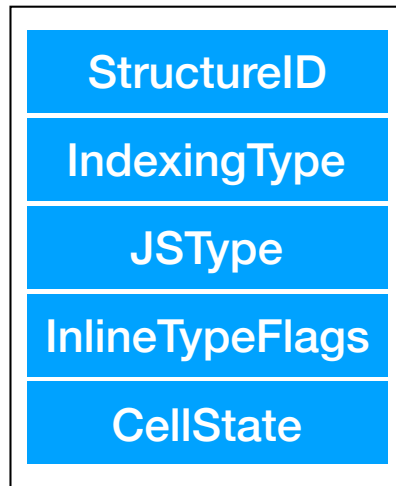 StructureID
IndexingType
JSType
InlineTypeFlags
CellState